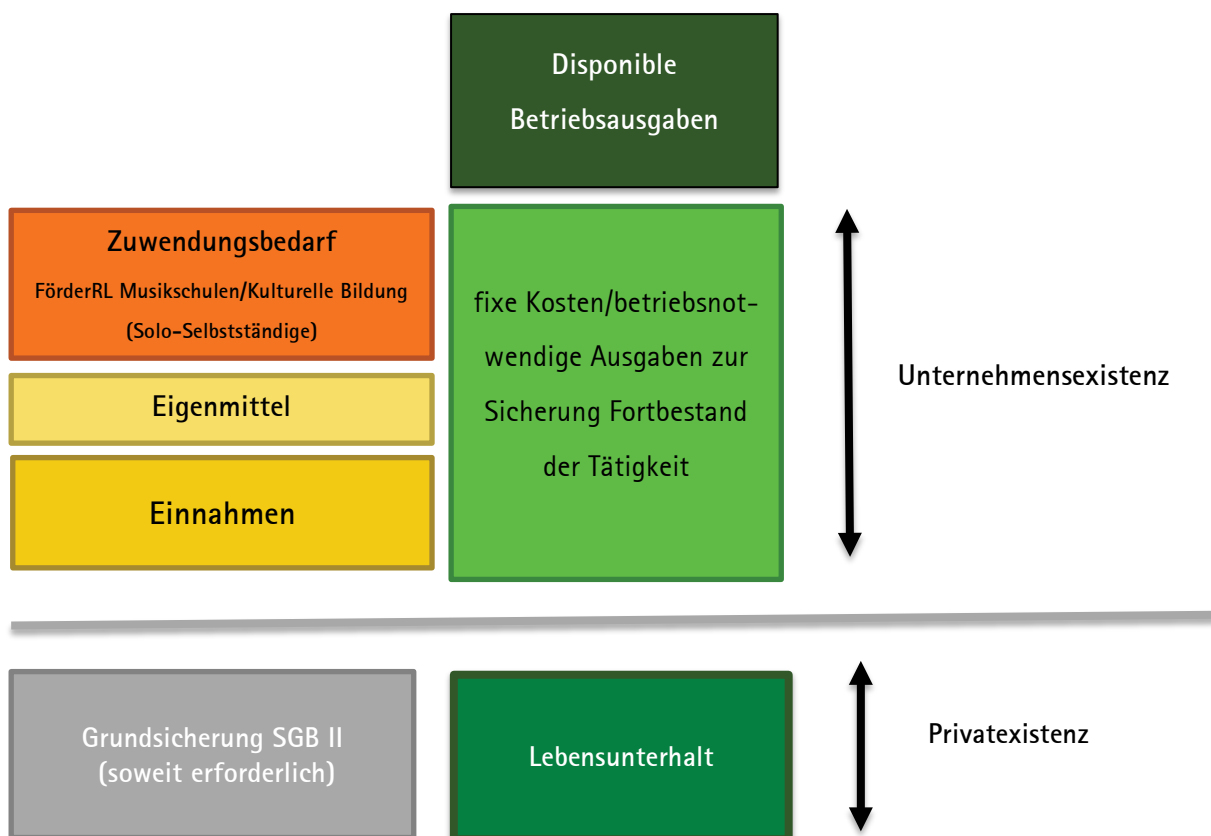 Disponible
Betriebsausgaben
Zuwendungsbedarf
FörderRL Musikschulen/Kulturelle Bildung
(Solo-Selbstständige)
Eigenmittel
Einnahmen
fixe Kosten/betriebsnot-
wendige Ausgaben zur
Sicherung Fortbestand
der Tätigkeit
Unternehmensexistenz
Grundsicherung SGB II
(soweit erforderlich)
Lebensunterhalt
Privatexistenz